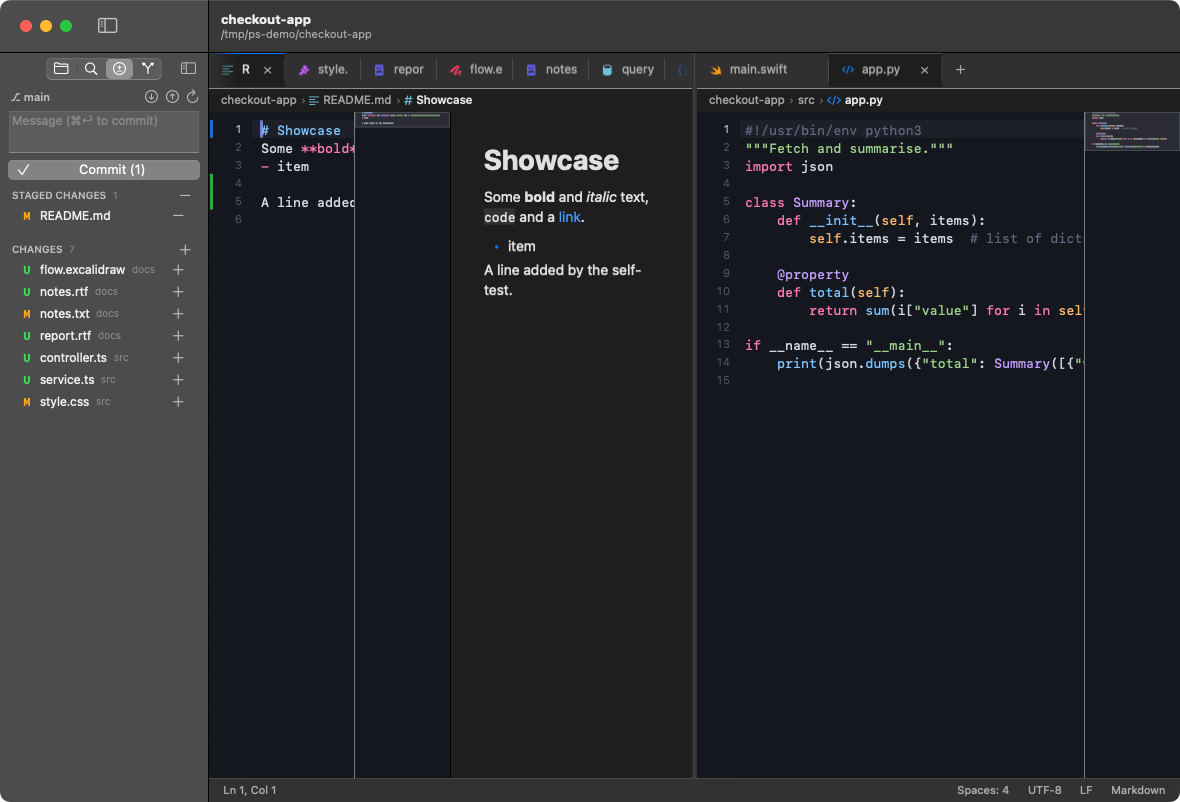 checkout-app
/tmp/ps-demo/checkout-app
main
Message (⌘↩ to commit)
Commit (1)
STAGED CHANGES 1
M README.md
CHANGES 7
U flow.excalidraw docs
U notes.rtf docs
M notes.txt docs
U report.rtf docs
U controller.ts src
U service.ts src
M style.css src
R style. repor flow.e notes query {}
checkout-app › README.md › # Showcase
1 # Showcase
2 Some **bold*
3 - item
4
5 A line added
6
Showcase
Some bold and italic text,
code and a link.
• item
A line added by the self-
test.
main.swift </> app.py
checkout-app › src › </> app.py
1 #!/usr/bin/env python3
2 """Fetch and summarise."""
3 import json
4
5 class Summary:
6 def __init__(self, items):
7 self.items = items # list of dict
8
9 @property
10 def total(self):
11 return sum(i["value"] for i in sel
12
13 if __name__ == "__main__":
14 print(json.dumps({"total": Summary([{"
15
Ln 1, Col 1
Spaces: 4 UTF-8 LF Markdown